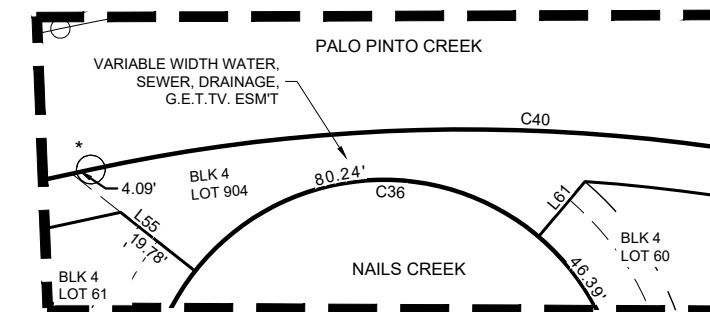 PALO PINTO CREEK
VARIABLE WIDTH WATER,
SEWER, DRAINAGE,
G.E.T.TV. ESM'T
C40
*
4.09'
BLK 4
LOT 904
80.24'
C36
L61
L55
19.78'
BLK 4
LOT 60
46.39'
NAILS CREEK
BLK 4
LOT 61